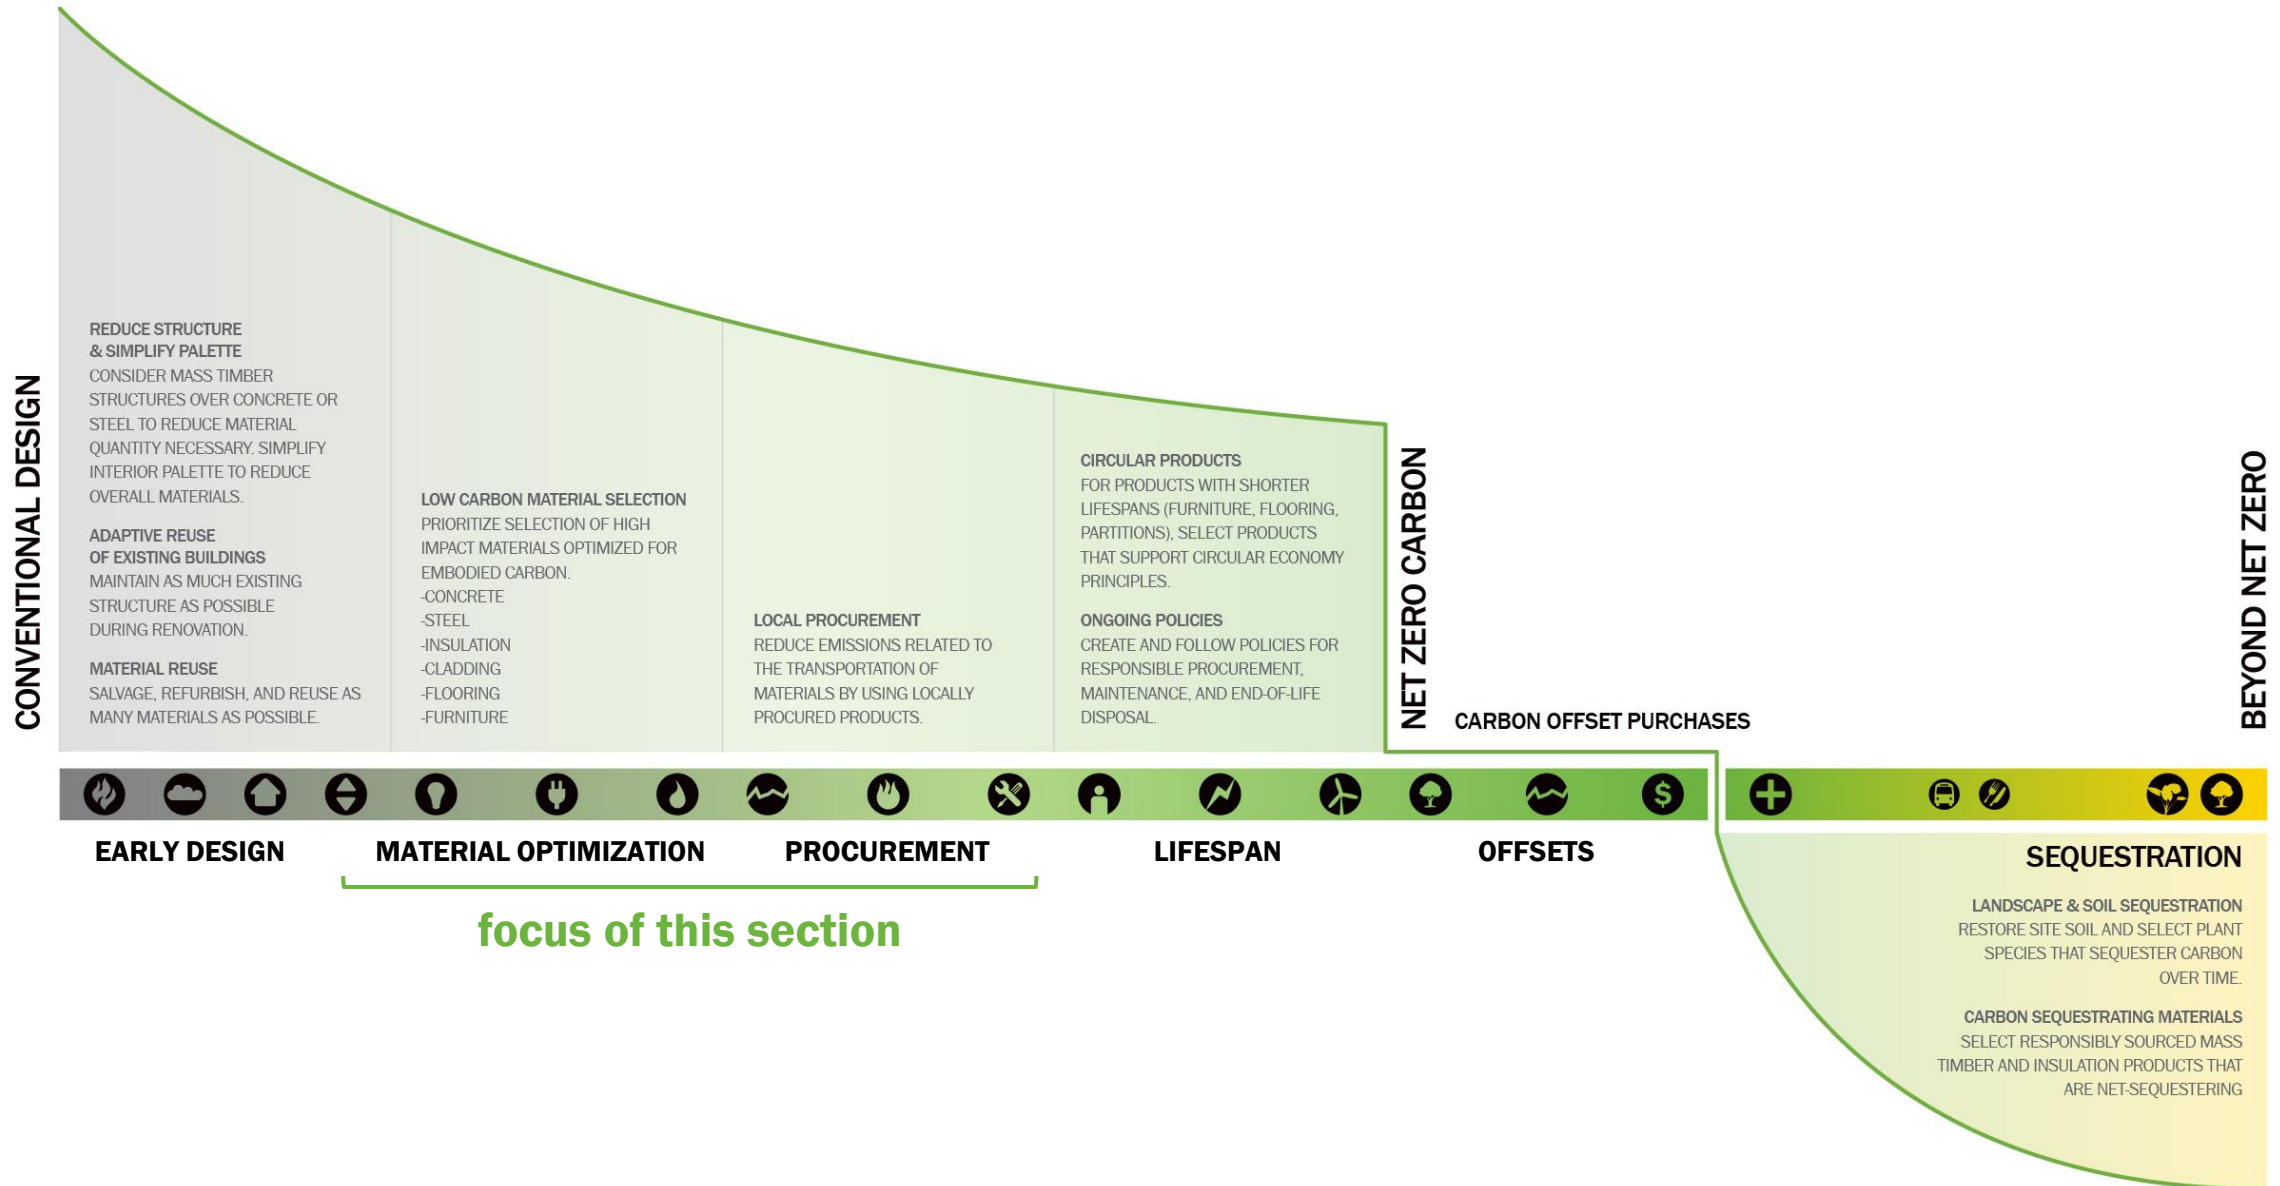 CONVENTIONAL DESIGN
REDUCE STRUCTURE
& SIMPLIFY PALETTE
CONSIDER MASS TIMBER
STRUCTURES OVER CONCRETE OR
STEEL TO REDUCE MATERIAL
QUANTITY NECESSARY. SIMPLIFY
INTERIOR PALETTE TO REDUCE
OVERALL MATERIALS.
ADAPTIVE REUSE
OF EXISTING BUILDINGS
MAINTAIN AS MUCH EXISTING
STRUCTURE AS POSSIBLE
DURING RENOVATION.
MATERIAL REUSE
SALVAGE, REFURBISH, AND REUSE AS
MANY MATERIALS AS POSSIBLE.
LOW CARBON MATERIAL SELECTION
PRIORITIZE SELECTION OF HIGH
IMPACT MATERIALS OPTIMIZED FOR
EMBODIED CARBON.
-CONCRETE
-STEEL
-INSULATION
-CLADDING
-FLOORING
-FURNITURE
LOCAL PROCUREMENT
REDUCE EMISSIONS RELATED TO
THE TRANSPORTATION OF
MATERIALS BY USING LOCALLY
PROCURED PRODUCTS.
CIRCULAR PRODUCTS
FOR PRODUCTS WITH SHORTER
LIFESPANS (FURNITURE, FLOORING,
PARTITIONS), SELECT PRODUCTS
THAT SUPPORT CIRCULAR ECONOMY
PRINCIPLES.
ONGOING POLICIES
CREATE AND FOLLOW POLICIES FOR
RESPONSIBLE PROCUREMENT,
MAINTENANCE, AND END-OF-LIFE
DISPOSAL.
NET ZERO CARBON
CARBON OFFSET PURCHASES
BEYOND NET ZERO
$
EARLY DESIGN
MATERIAL OPTIMIZATION
PROCUREMENT
LIFESPAN
OFFSETS
focus of this section
SEQUESTRATION
LANDSCAPE & SOIL SEQUESTRATION
RESTORE SITE SOIL AND SELECT PLANT
SPECIES THAT SEQUESTER CARBON
OVER TIME.
CARBON SEQUESTRATING MATERIALS
SELECT RESPONSIBLY SOURCED MASS
TIMBER AND INSULATION PRODUCTS THAT
ARE NET-SEQUESTERING